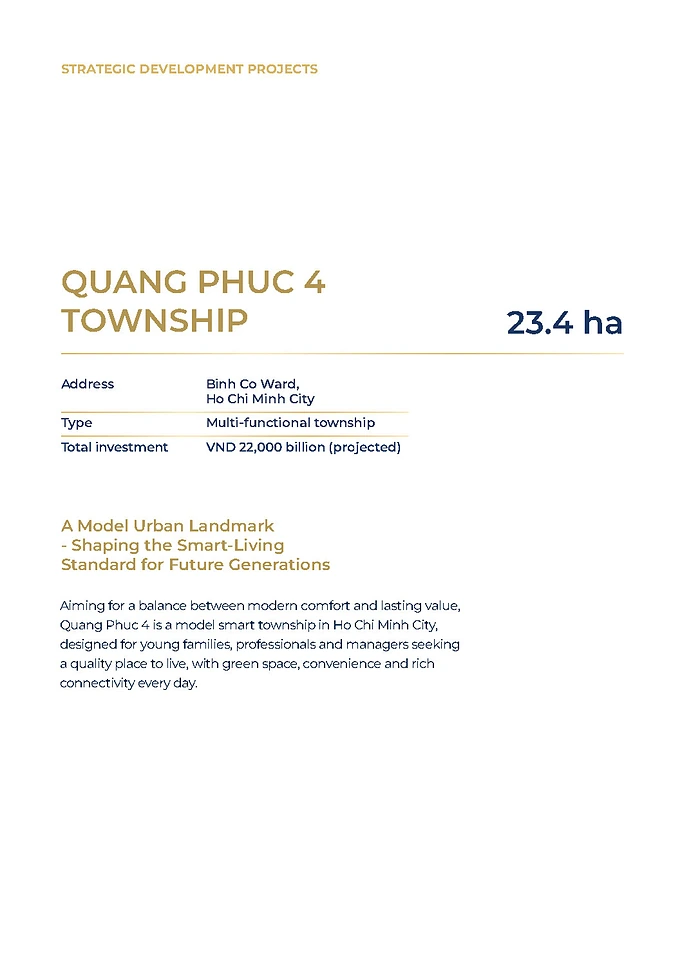 STRATEGIC DEVELOPMENT PROJECTS
QUANG PHUC 4
TOWNSHIP
23.4 ha
Address
Binh Co Ward,
Ho Chi Minh City
Type
Multi-functional township
Total investment
VND 22,000 billion (projected)
A Model Urban Landmark
- Shaping the Smart-Living
Standard for Future Generations
Aiming for a balance between modern comfort and lasting value,
Quang Phuc 4 is a model smart township in Ho Chi Minh City,
designed for young families, professionals and managers seeking
a quality place to live, with green space, convenience and rich
connectivity every day.